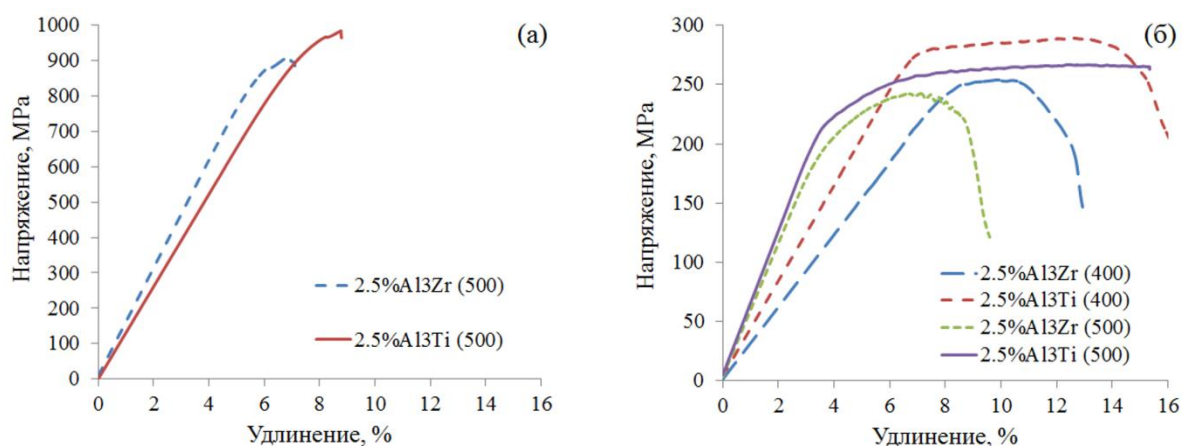 (а)
Напряжение, MPa
1000
900
800
700
600
500
400
300
200
100
0
2.5%Al3Zr (500)
2.5%Al3Ti (500)
0 2 4 6 8 10 12 14 16
Удлинение, %
(б)
Напряжение, MPa
300
250
200
150
100
50
0
2.5%Al3Zr (400)
2.5%Al3Ti (400)
2.5%Al3Zr (500)
2.5%Al3Ti (500)
0 2 4 6 8 10 12 14 16
Удлинение, %